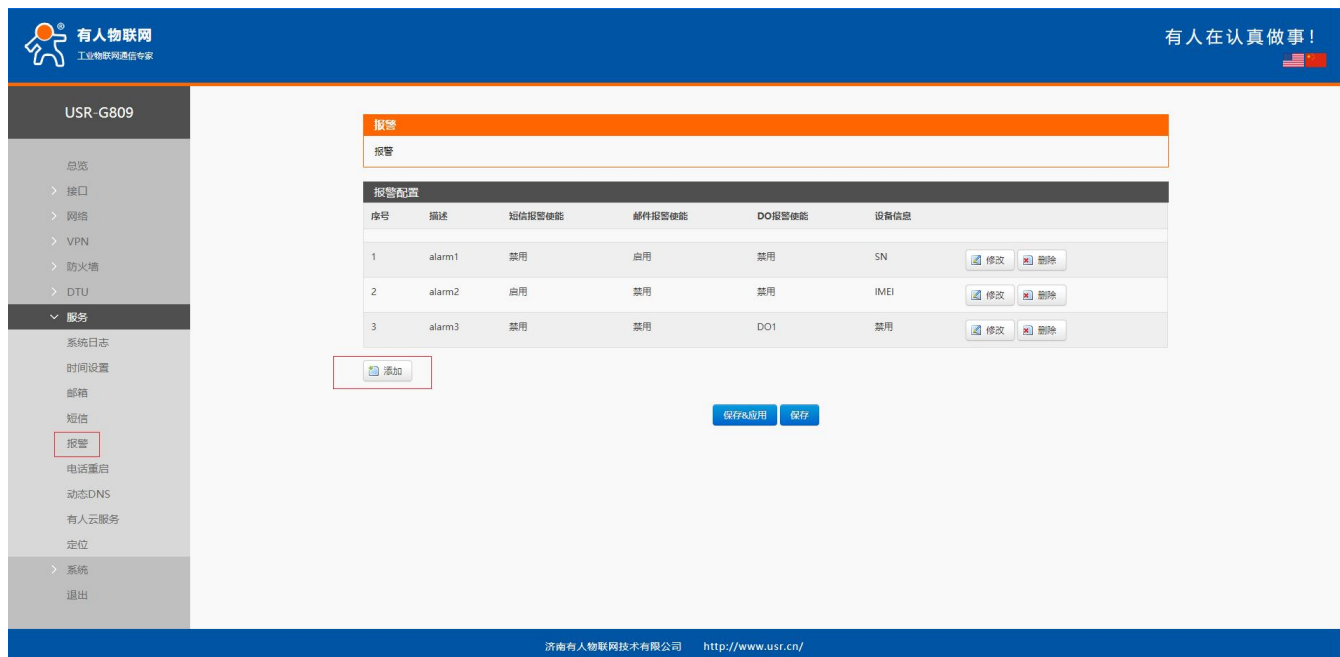 有人物联网
工业物联网通信专家
有人在认真做事!
USR-G809
总览
接口
网络
VPN
防火墙
DTU
服务
系统日志
时间设置
邮箱
短信
报警
电话重启
动态DNS
有人云服务
定位
系统
退出
报警
报警
报警配置
序号 描述 短信报警使能 邮件报警使能 DO报警使能 设备信息
1 alarm1 禁用 启用 禁用 SN 修改 删除
2 alarm2 启用 禁用 禁用 IMEI 修改 删除
3 alarm3 禁用 禁用 DO1 禁用 修改 删除
添加
保存&应用 保存
济南有人物联网技术有限公司 http://www.usr.cn/